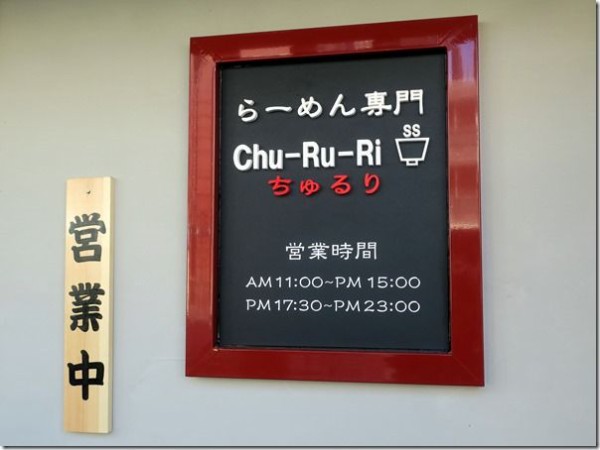 らーめん専門
Chu-Ru-Ri
SS
ちゅるり
営業時間
AM11:00~PM15:00
PM17:30~PM23:00
営業中